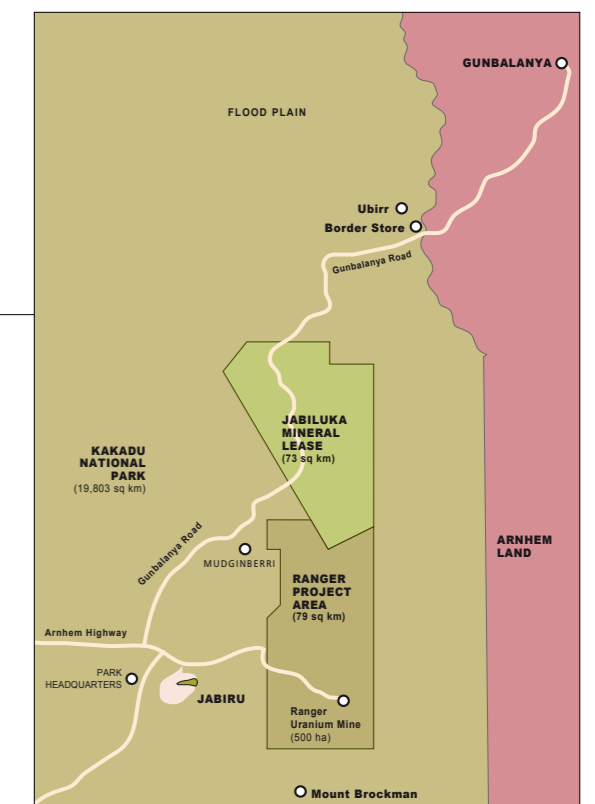 GUNBALANYA
FLOOD PLAIN
Ubirr
Border Store
Gunbalanya Road
JABILUKA
MINERAL
LEASE
(73 sq km)
KAKADU
NATIONAL
PARK
(19,803 sq km)
Gunbalanya Road
ARNHEM
LAND
MUDGINBERRI
RANGER
PROJECT
AREA
(79 sq km)
Arnhem Highway
PARK
HEADQUARTERS
JABIRU
Ranger
Uranium Mine
(500 ha)
Mount Brockman